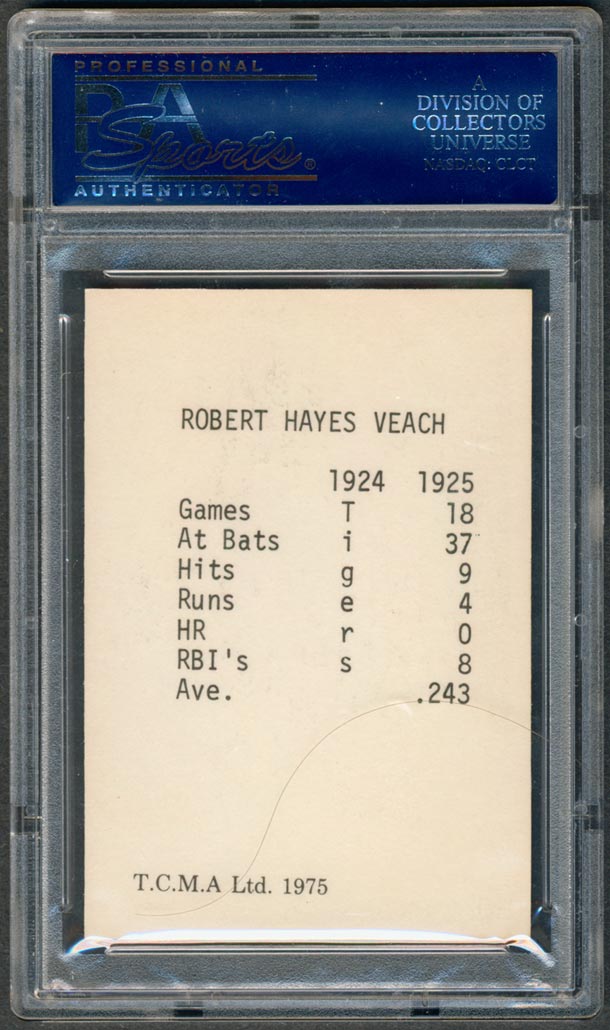 PROFESSIONAL
PSA
Sports®
AUTHENTICATOR
A
DIVISION OF
COLLECTORS
UNIVERSE
NASDAQ: CLCT
ROBERT HAYES VEACH
1924 1925
Games T 18
At Bats i 37
Hits g 9
Runs e 4
HR r 0
RBI's s 8
Ave. .243
T.C.M.A Ltd. 1975